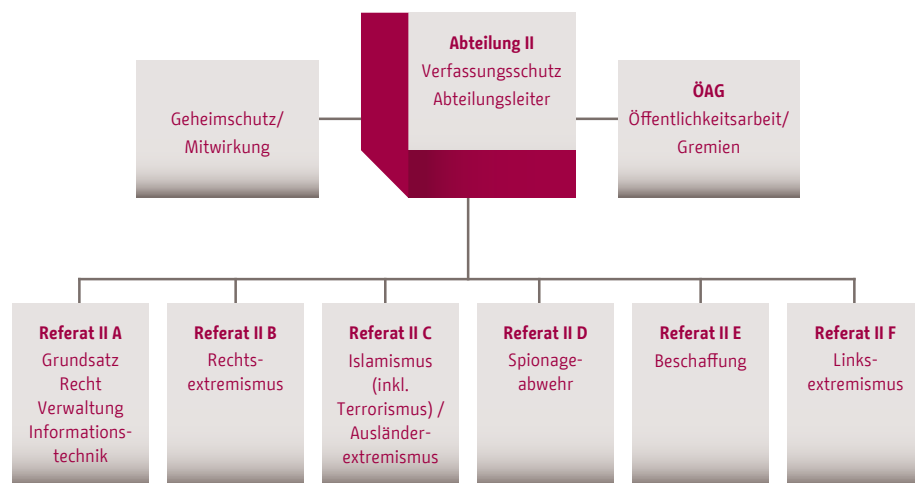 Abteilung II
Verfassungsschutz
Abteilungsleiter
Geheimschutz/
Mitwirkung
ÖAG
Öffentlichkeitsarbeit/
Gremien
Referat II A
Grundsatz
Recht
Verwaltung
Informations-
technik
Referat II B
Rechts-
extremismus
Referat II C
Islamismus
(inkl.
Terrorismus) /
Ausländer-
extremismus
Referat II D
Spionage-
abwehr
Referat II E
Beschaffung
Referat II F
Links-
extremismus